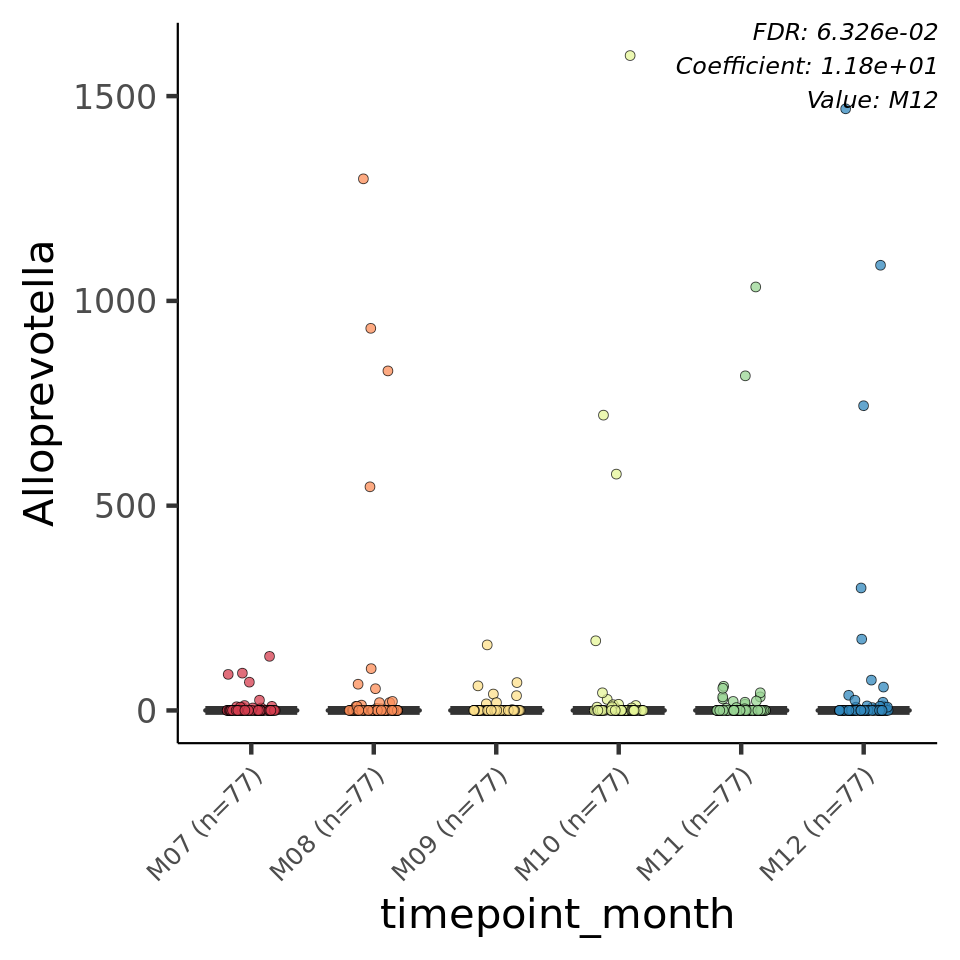 FDR: 6.326e-02
Coefficient: 1.18e+01
Value: M12
1500
1000
500
0
Alloprevotella
M07 (n=77)
M08 (n=77)
M09 (n=77)
M10 (n=77)
M11 (n=77)
M12 (n=77)
timepoint_month